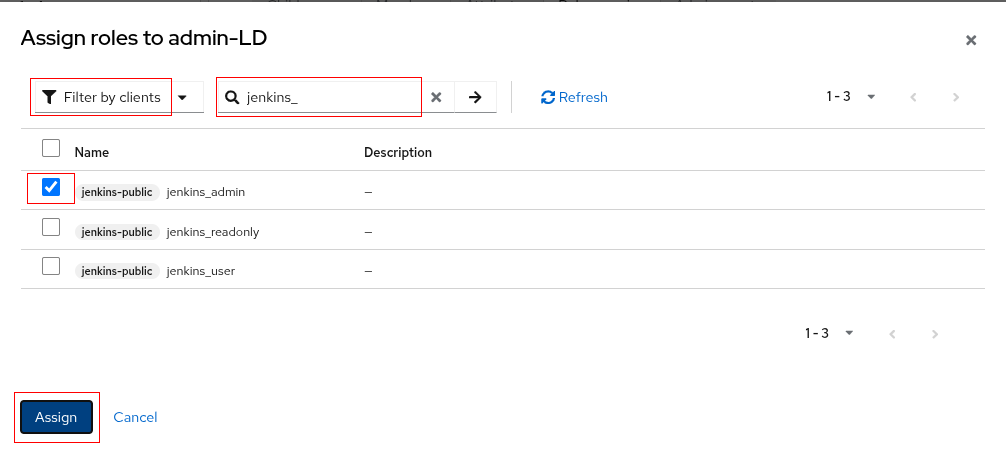 Assign roles to admin-LD
Filter by clients jenkins_ Refresh 1 - 3
Name Description
jenkins-public jenkins_admin —
jenkins-public jenkins_readonly —
jenkins-public jenkins_user —
1 - 3
Assign Cancel